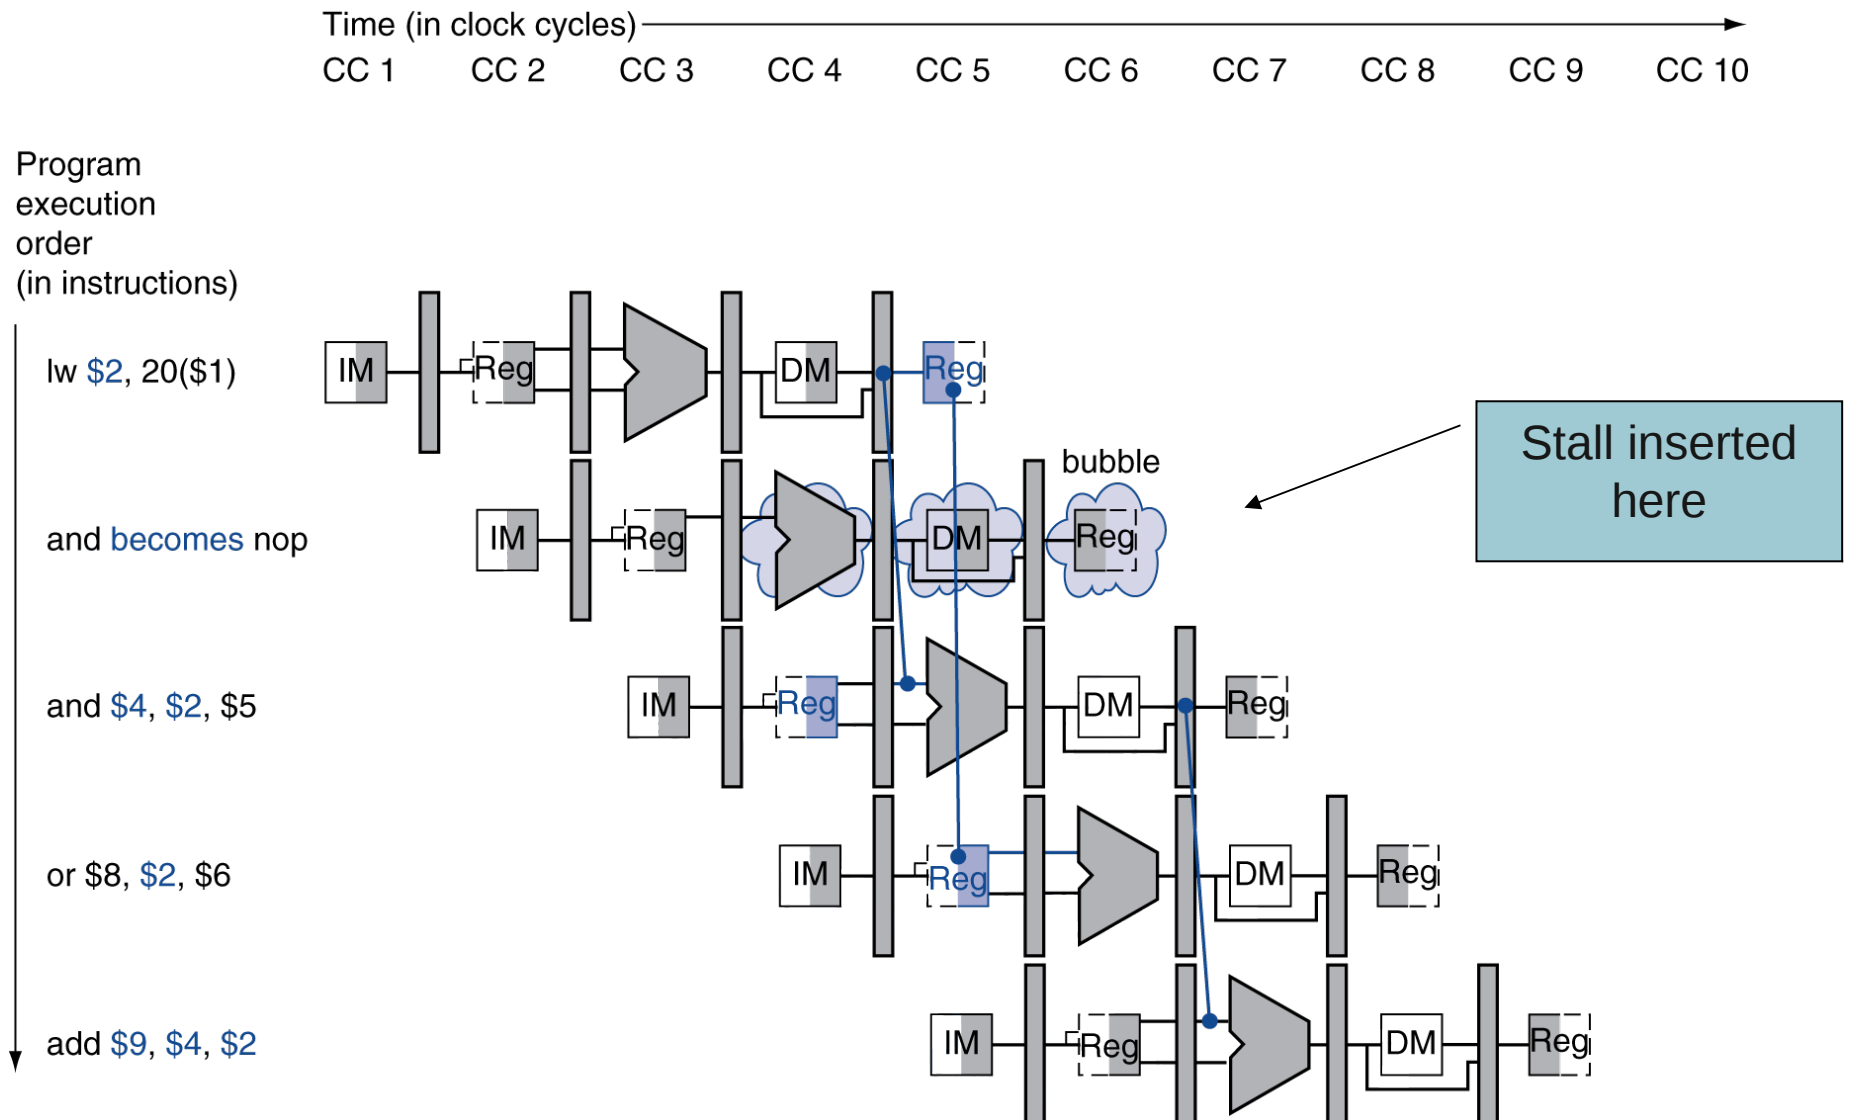 Time (in clock cycles)
CC 1 CC 2 CC 3 CC 4 CC 5 CC 6 CC 7 CC 8 CC 9 CC 10
Program
execution
order
(in instructions)
lw $2, 20($1)
IM Reg DM Reg
Stall inserted
here
bubble
and becomes nop
IM Reg DM Reg
and $4, $2, $5
IM Reg DM Reg
or $8, $2, $6
IM Reg DM Reg
add $9, $4, $2
IM Reg DM Reg